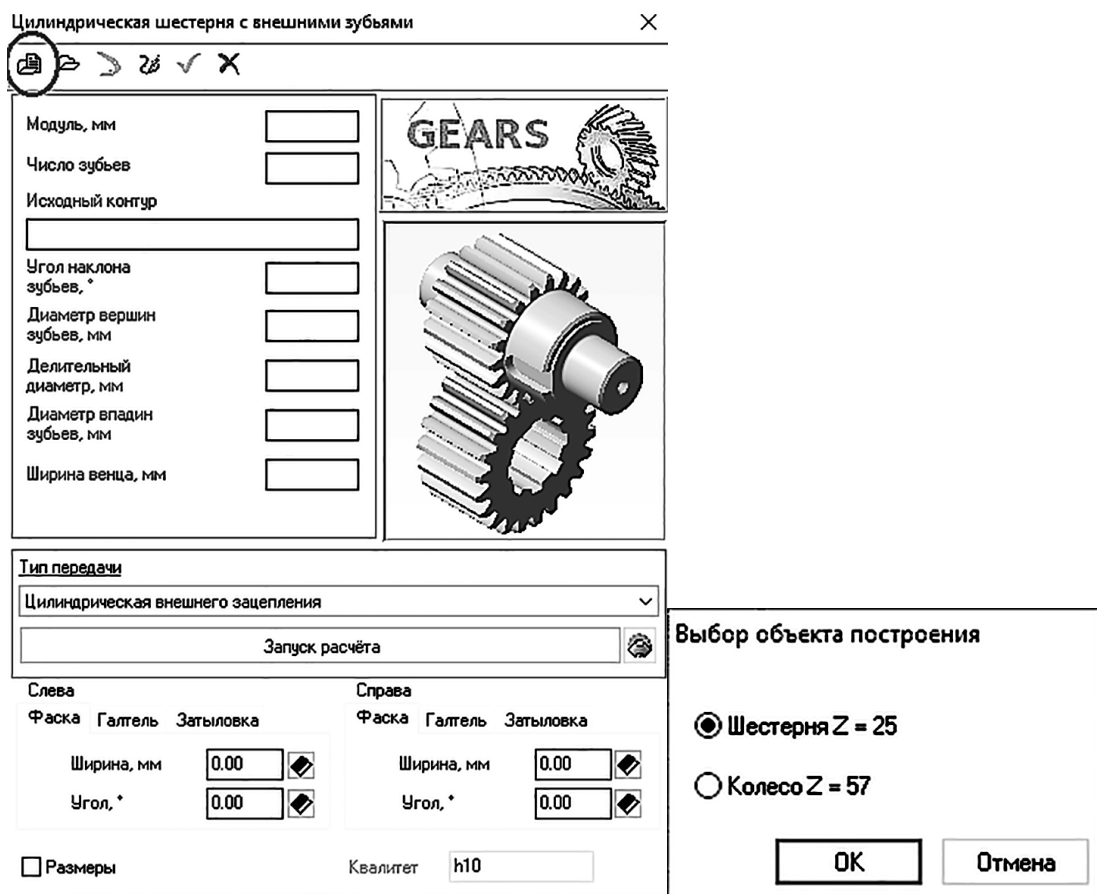 Цилиндрическая шестерня с внешними зубьями
Модуль, мм
Число зубьев
Исходный контур
Угол наклона
зубьев, °
Диаметр вершин
зубьев, мм
Делительный
диаметр, мм
Диаметр впадин
зубьев, мм
Ширина венца, мм
GEARS
Тип передачи
Цилиндрическая внешнего зацепления
Запуск расчёта
Слева
Фаска Галтель Затыловка
Ширина, мм 0.00
Угол, ° 0.00
Справа
Фаска Галтель Затыловка
Ширина, мм 0.00
Угол, ° 0.00
Размеры
Квалитет h10
Выбор объекта построения
Шестерня Z = 25
Колесо Z = 57
OK Отмена